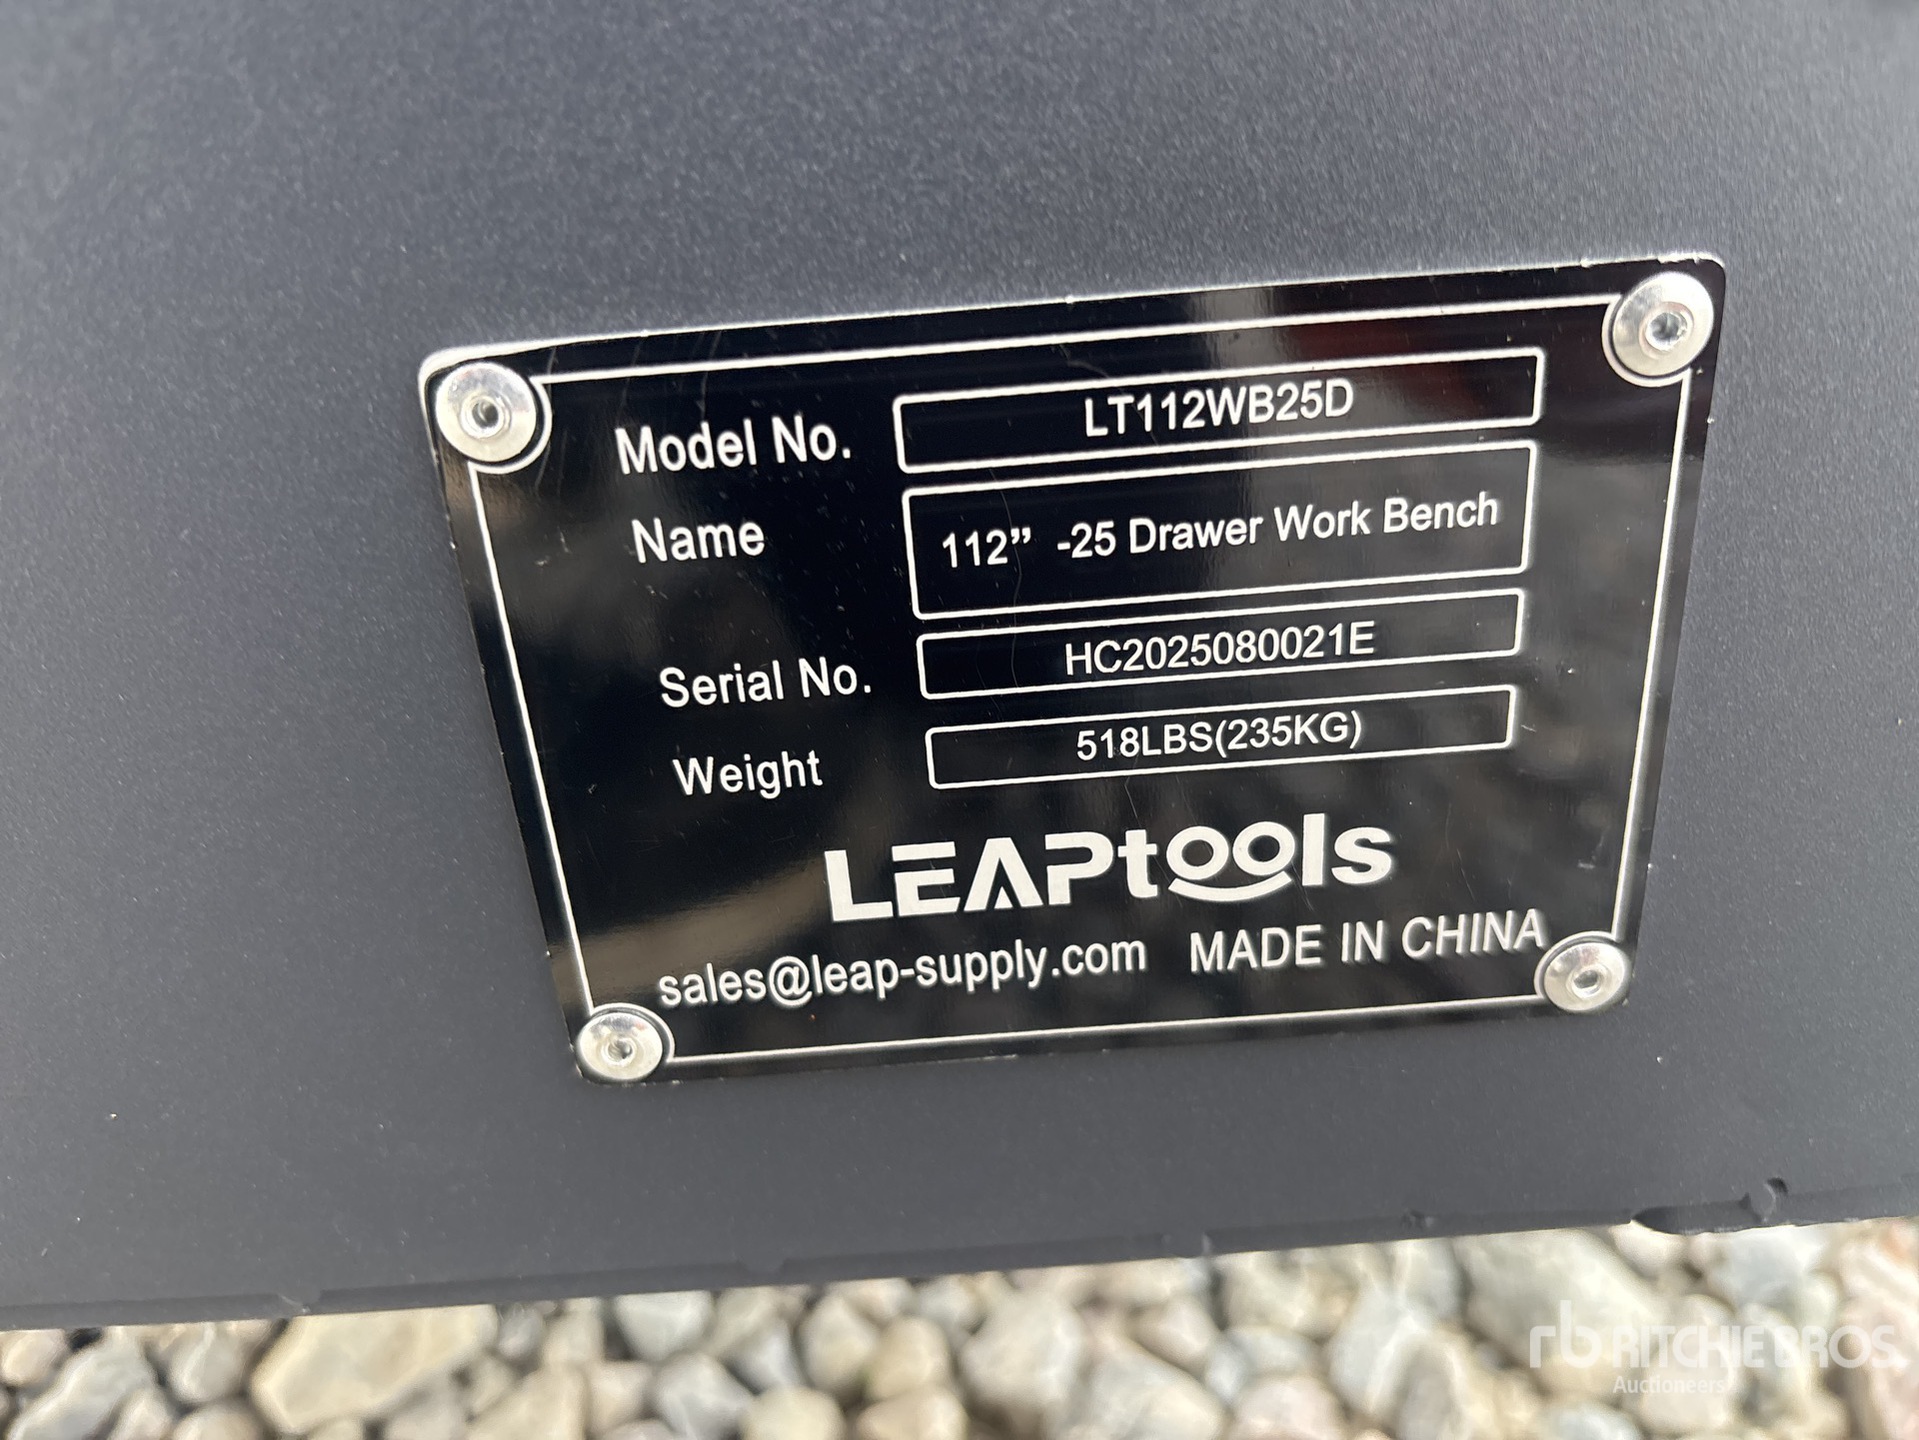 Model No. LT112WB25D
Name 112” -25 Drawer Work Bench
Serial No. HC2025080021E
Weight 518LBS(235KG)
LEAPtools
sales@leap-supply.com MADE IN CHINA
rb RITCHIE BROS.
Auctioneers